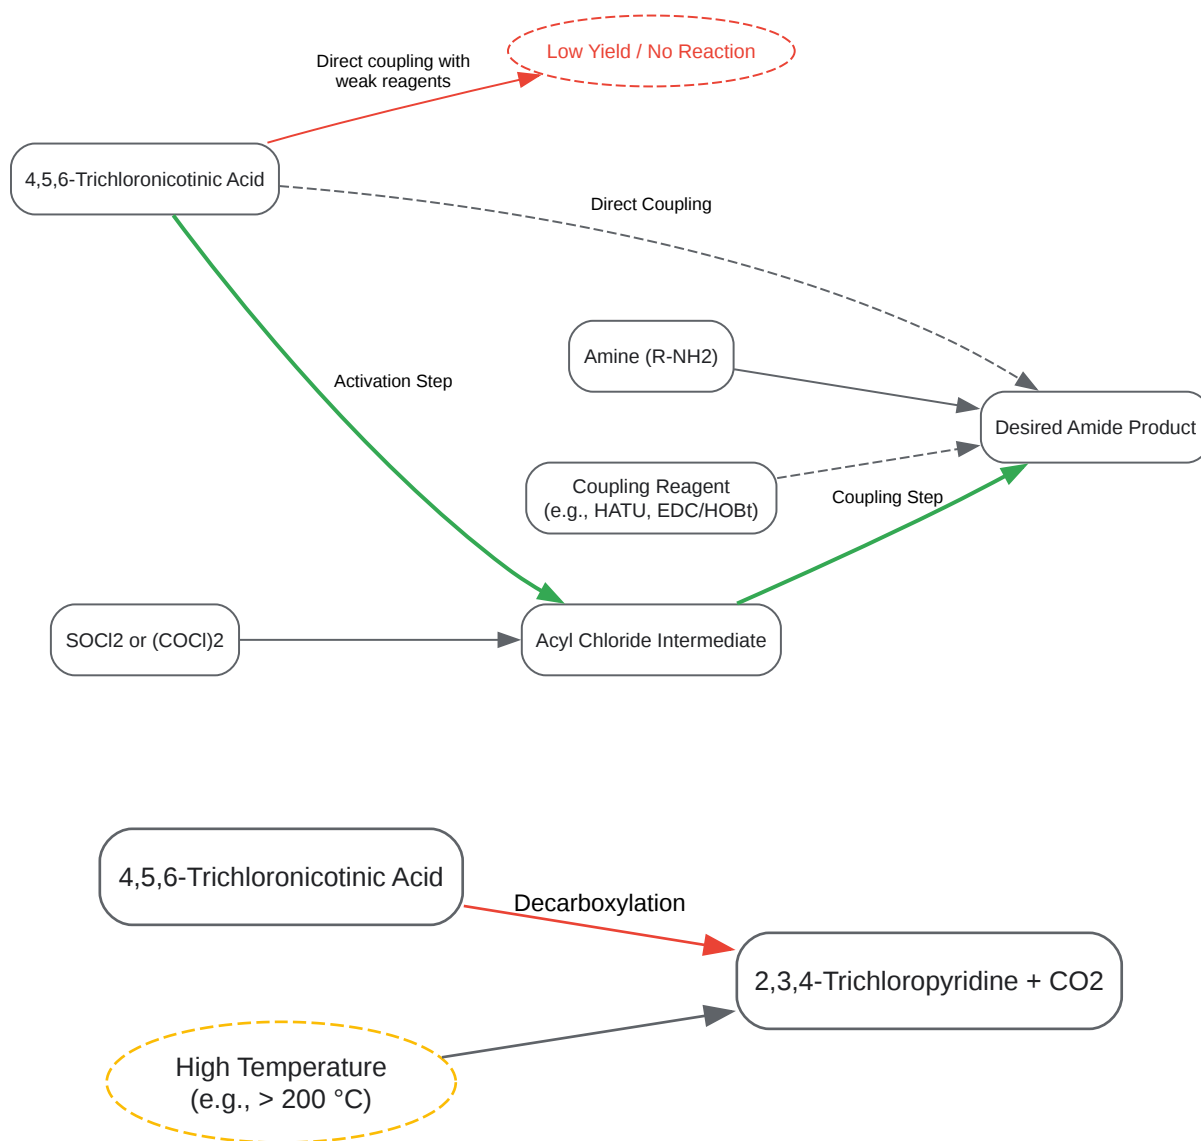 Low Yield / No Reaction
Direct coupling with
weak reagents
4,5,6-Trichloronicotinic Acid
Direct Coupling
Amine (R-NH2)
Activation Step
Desired Amide Product
Coupling Reagent
(e.g., HATU, EDC/HOBt)
Coupling Step
SOCl2 or (COCl)2
Acyl Chloride Intermediate
4,5,6-Trichloronicotinic Acid
Decarboxylation
2,3,4-Trichloropyridine + CO2
High Temperature
(e.g., > 200 °C)